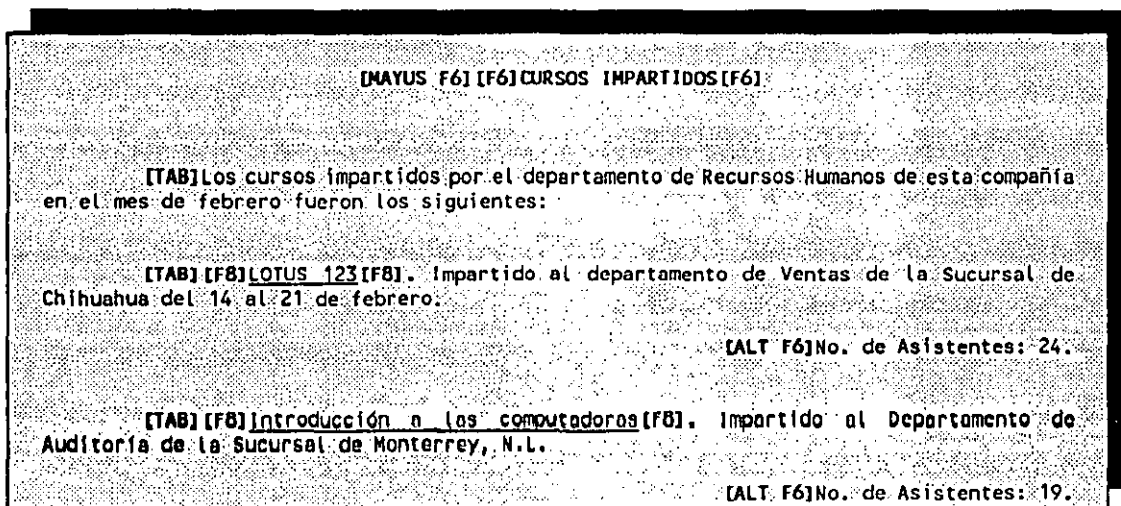 [MAYUS F6][F6]CURSOS IMPARTIDOS[F6]
[TAB]Los cursos impartidos por el departamento de Recursos Humanos de esta compañía
en el mes de febrero fueron los siguientes:
[TAB][F8]LOTUS 123[F8]. Impartido al departamento de Ventas de la Sucursal de
Chihuahua del 14 al 21 de febrero.
[ALT F6]No. de Asistentes: 24.
[TAB][F8]Introducción a las computadoras[F8]. Impartido al Departamento de
Auditoría de la Sucursal de Monterrey, N.L.
[ALT F6]No. de Asistentes: 19.